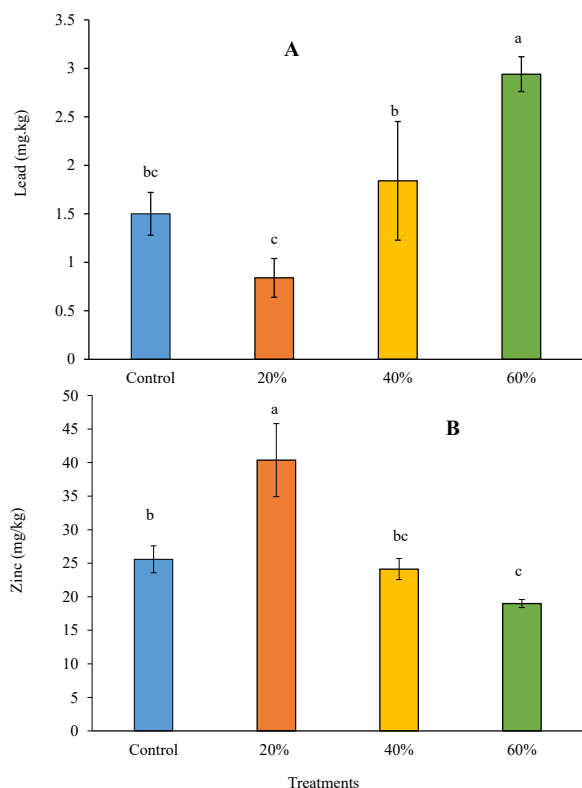 A
Lead (mg.kg)
3.5
3
2.5
2
1.5
1
0.5
0
bc
c
b
a
Control 20% 40% 60%
B
Zinc (mg/kg)
50
45
40
35
30
25
20
15
10
5
0
b
a
bc
c
Control 20% 40% 60%
Treatments